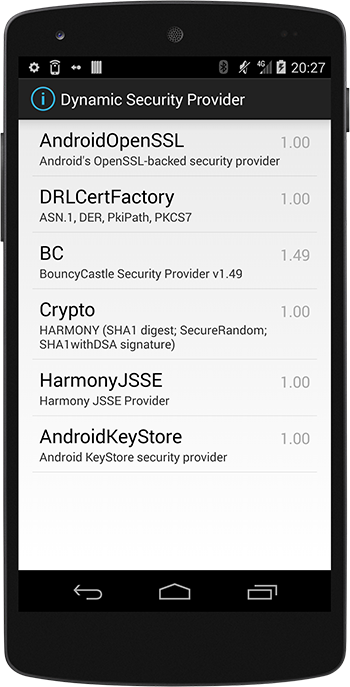 4G 20:27
Dynamic Security Provider
AndroidOpenSSL 1.00
Android's OpenSSL-backed security provider
DRLCertFactory 1.00
ASN.1, DER, PkiPath, PKCS7
BC 1.49
BouncyCastle Security Provider v1.49
Crypto 1.00
HARMONY (SHA1 digest; SecureRandom;
SHA1withDSA signature)
HarmonyJSSE 1.00
Harmony JSSE Provider
AndroidKeyStore 1.00
Android KeyStore security provider